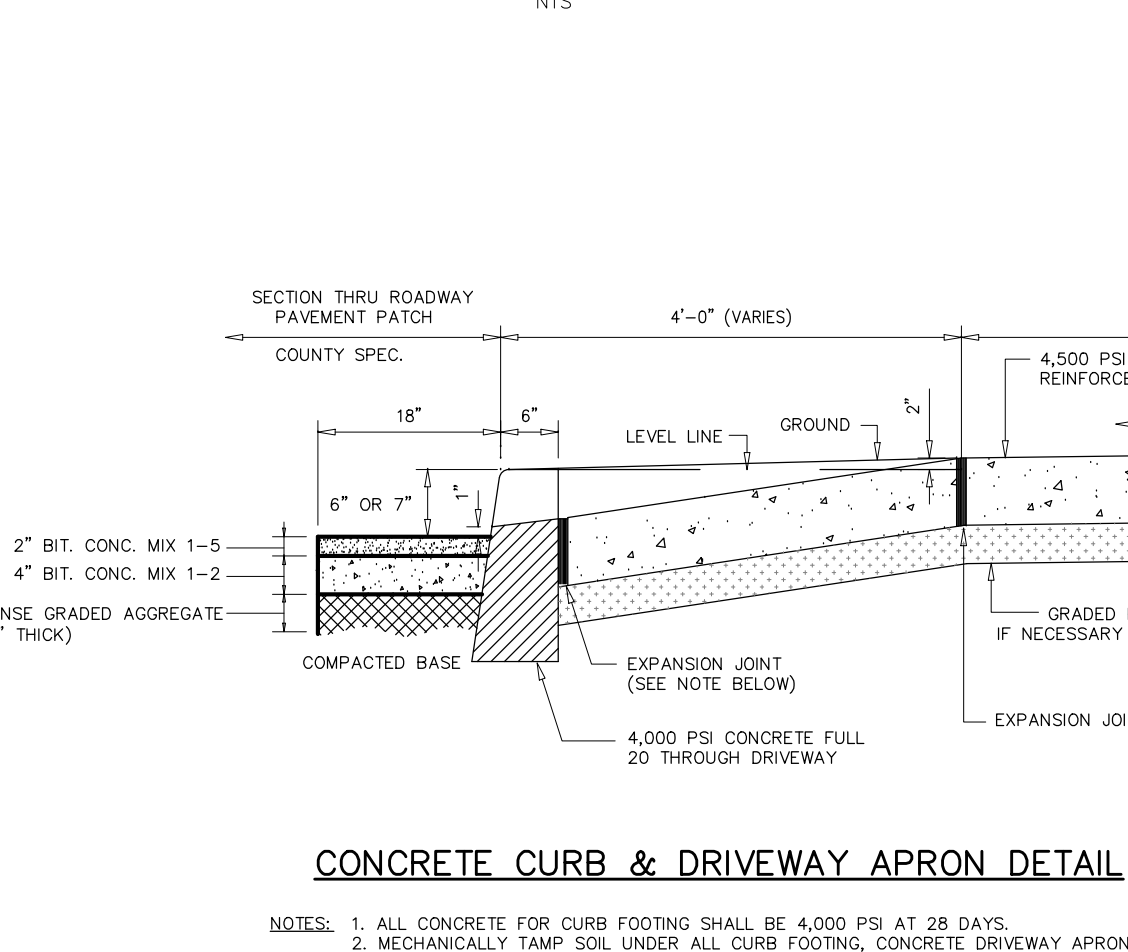 NTS
SECTION THRU ROADWAY
PAVEMENT PATCH
COUNTY SPEC.
4'-0" (VARIES)
4,500 PSI
REINFORCE
18"
6"
2"
LEVEL LINE
GROUND
6" OR 7"
1"
2" BIT. CONC. MIX 1-5
4" BIT. CONC. MIX 1-2
NSE GRADED AGGREGATE
' THICK)
COMPACTED BASE
GRADED
IF NECESSARY
EXPANSION JOINT
(SEE NOTE BELOW)
EXPANSION JOI
4,000 PSI CONCRETE FULL
20 THROUGH DRIVEWAY
CONCRETE CURB & DRIVEWAY APRON DETAIL
NOTES: 1. ALL CONCRETE FOR CURB FOOTING SHALL BE 4,000 PSI AT 28 DAYS.
2. MECHANICALLY TAMP SOIL UNDER ALL CURB FOOTING, CONCRETE DRIVEWAY APRON